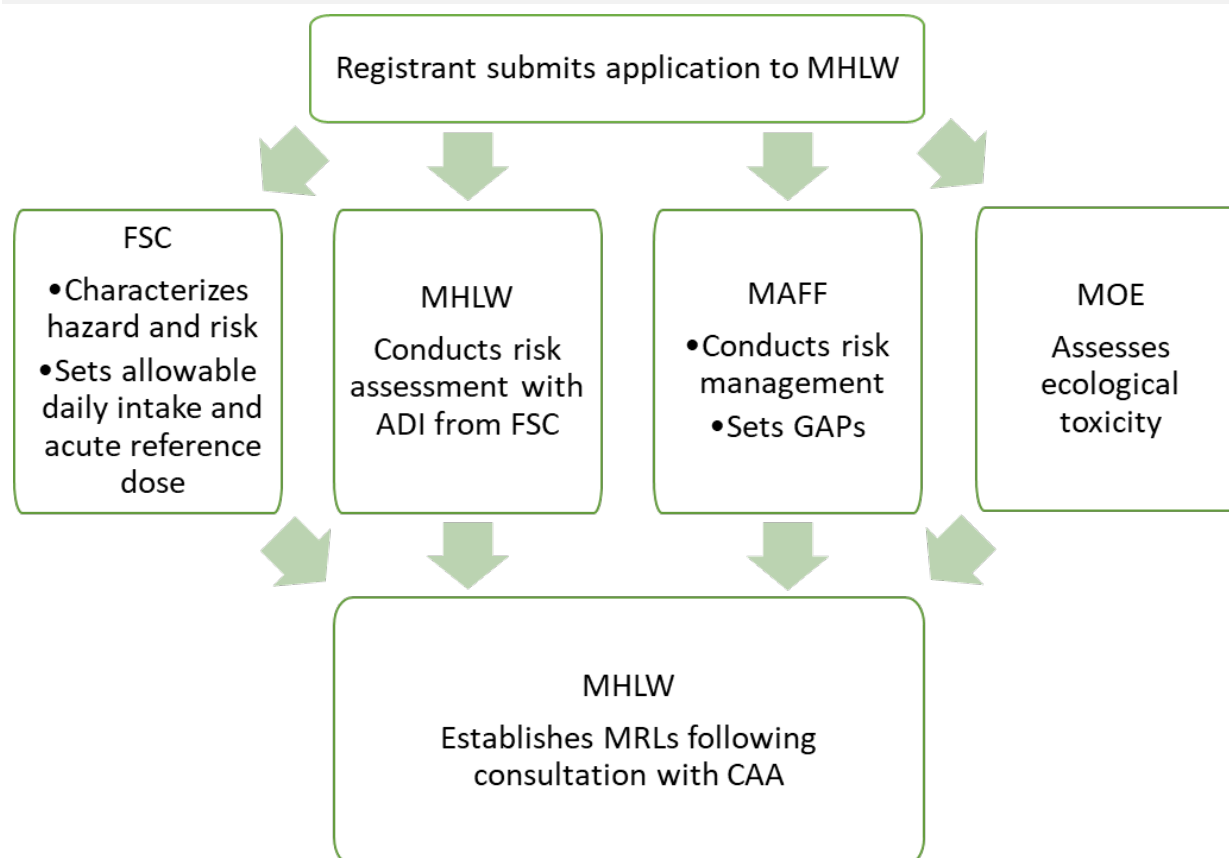 Registrant submits application to MHLW
FSC
•Characterizes
hazard and risk
•Sets allowable
daily intake and
acute reference
dose
MHLW
Conducts risk
assessment with
ADI from FSC
MAFF
•Conducts risk
management
•Sets GAPs
MOE
Assesses
ecological
toxicity
MHLW
Establishes MRLs following
consultation with CAA